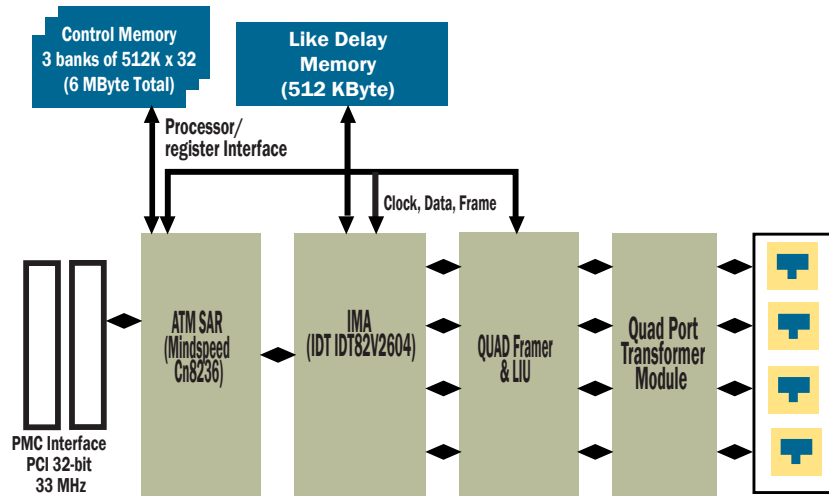 Control Memory
3 banks of 512K x 32
(6 MByte Total)
Like Delay
Memory
(512 KByte)
Processor/
register Interface
Clock, Data, Frame
ATM SAR
(Mindspeed
Cn8236)
IMA
(IDT IDT82V2604)
QUAD Framer
& LIU
Quad Port
Transformer
Module
PMC Interface
PCI 32-bit
33 MHz